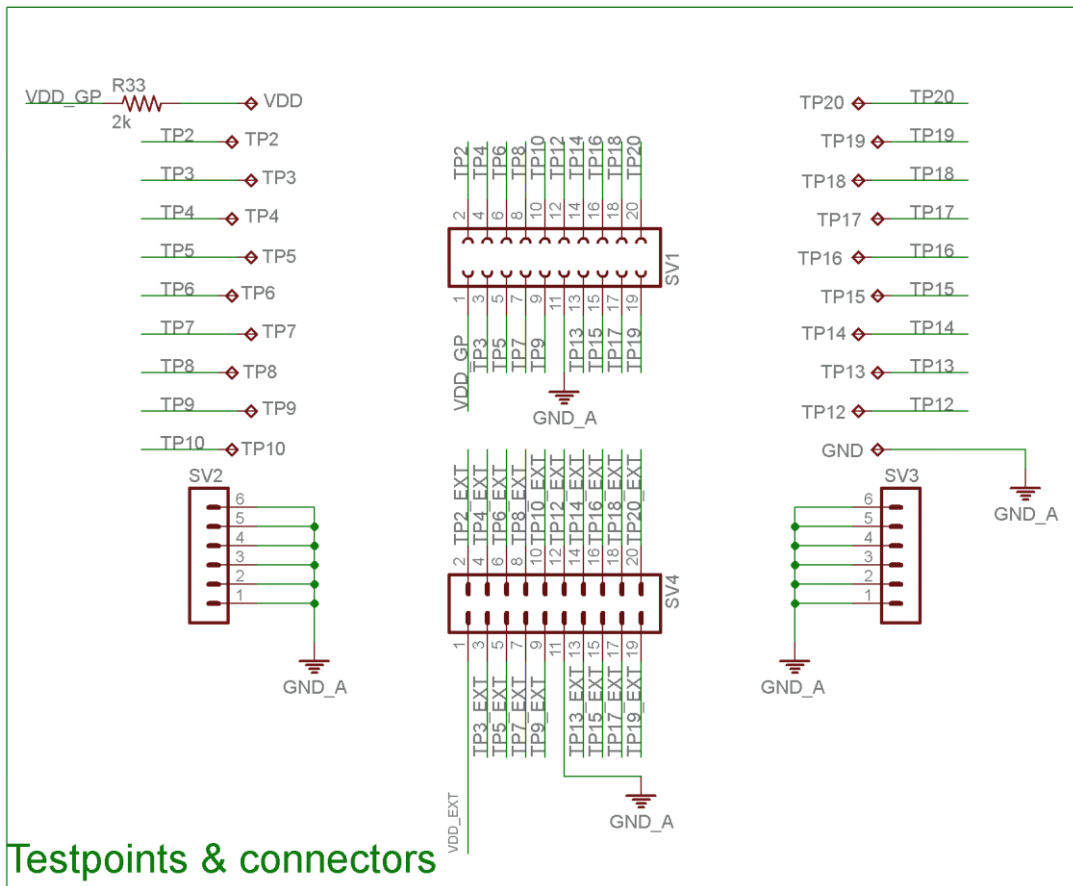 R33
VDD_GP
VDD
2k
TP2 TP2
TP3 TP3
TP4 TP4
TP5 TP5
TP6 TP6
TP7 TP7
TP8 TP8
TP9 TP9
TP10 TP10
TP2 TP4 TP6 TP8 TP10 TP12 TP14 TP16 TP18 TP20
2 4 6 8 10 12 14 16 18 20
SV1
1 3 5 7 9 11 13 15 17 19
VDD_GP TP3 TP5 TP7 TP9 TP13 TP15 TP17 TP19
GND_A
TP20 TP20
TP19 TP19
TP18 TP18
TP17 TP17
TP16 TP16
TP15 TP15
TP14 TP14
TP13 TP13
TP12 TP12
GND
GND_A
SV2
6
5
4
3
2
1
GND_A
TP2_EXT TP4_EXT TP6_EXT TP8_EXT TP10_EXT TP12_EXT TP14_EXT TP16_EXT TP18_EXT TP20_EXT
2 4 6 8 10 12 14 16 18 20
SV4
1 3 5 7 9 11 13 15 17 19
VDD_EXT TP3_EXT TP5_EXT TP7_EXT TP9_EXT TP13_EXT TP15_EXT TP17_EXT TP19_EXT
GND_A
SV3
6
5
4
3
2
1
GND_A
Testpoints & connectors